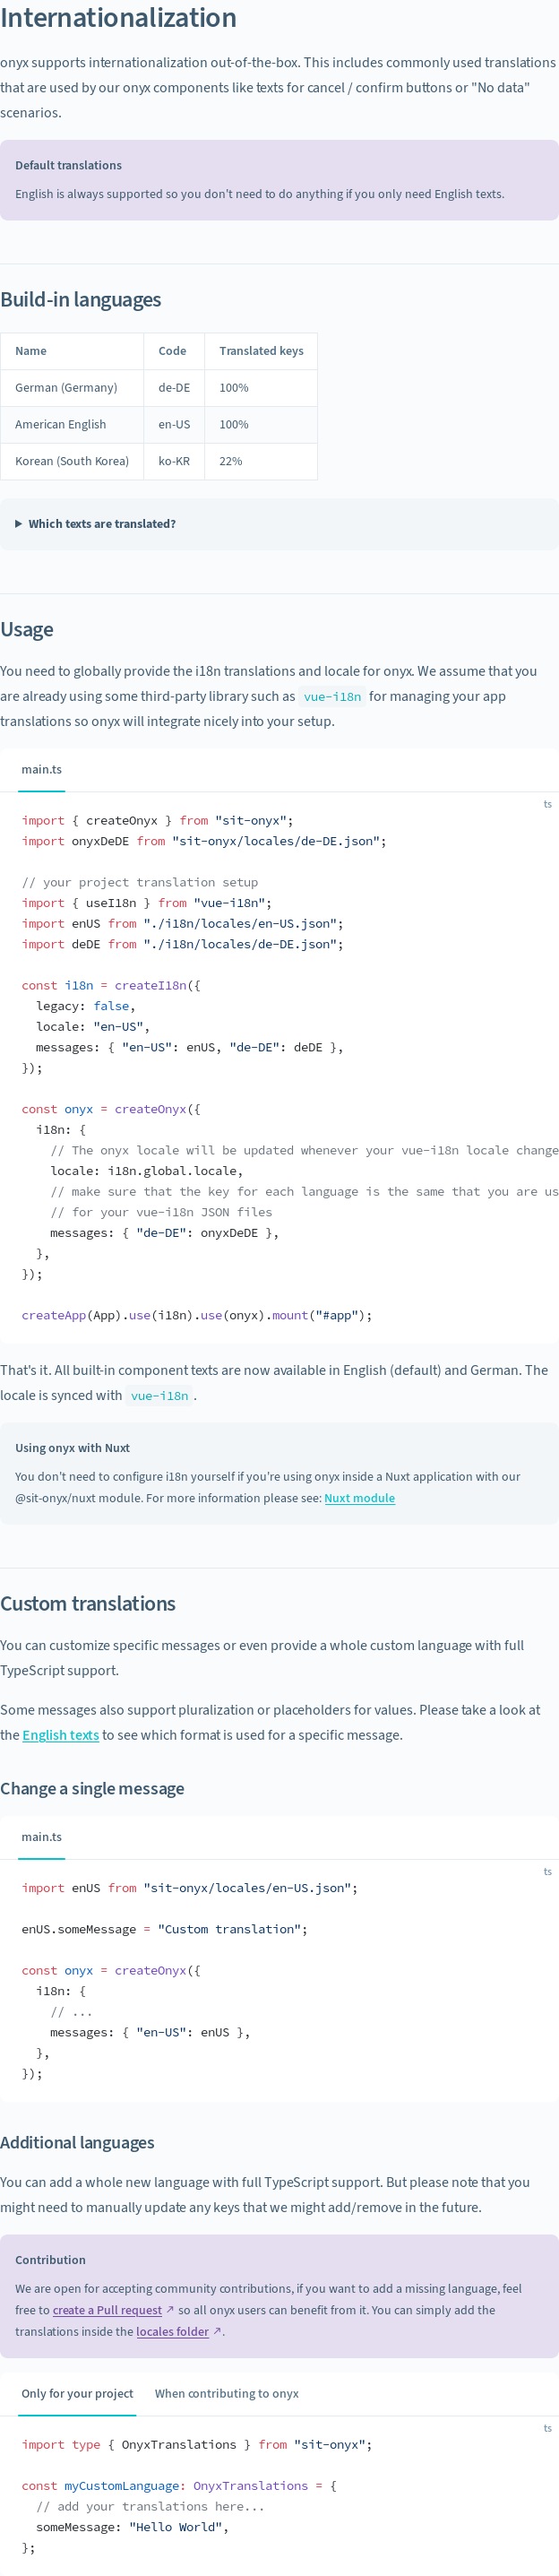 Internationalization
onyx supports internationalization out-of-the-box. This includes commonly used translations
that are used by our onyx components like texts for cancel / confirm buttons or "No data"
scenarios.
Default translations
English is always supported so you don't need to do anything if you only need English texts.
Build-in languages
Name Code Translated keys
German (Germany) de-DE 100%
American English en-US 100%
Korean (South Korea) ko-KR 22%
Which texts are translated?
Usage
You need to globally provide the i18n translations and locale for onyx. We assume that you
are already using some third-party library such as vue-i18n for managing your app
translations so onyx will integrate nicely into your setup.
main.ts
ts
import { createOnyx } from "sit-onyx";
import onyxDeDE from "sit-onyx/locales/de-DE.json";
// your project translation setup
import { useI18n } from "vue-i18n";
import enUS from "./i18n/locales/en-US.json";
import deDE from "./i18n/locales/de-DE.json";
const i18n = createI18n({
legacy: false,
locale: "en-US",
messages: { "en-US": enUS, "de-DE": deDE },
});
const onyx = createOnyx({
i18n: {
// The onyx locale will be updated whenever your vue-i18n locale change
locale: i18n.global.locale,
// make sure that the key for each language is the same that you are us
// for your vue-i18n JSON files
messages: { "de-DE": onyxDeDE },
},
});
createApp(App).use(i18n).use(onyx).mount("#app");
That's it. All built-in component texts are now available in English (default) and German. The
locale is synced with vue-i18n.
Using onyx with Nuxt
You don't need to configure i18n yourself if you're using onyx inside a Nuxt application with our
@sit-onyx/nuxt module. For more information please see: Nuxt module
Custom translations
You can customize specific messages or even provide a whole custom language with full
TypeScript support.
Some messages also support pluralization or placeholders for values. Please take a look at
the English texts to see which format is used for a specific message.
Change a single message
main.ts
ts
import enUS from "sit-onyx/locales/en-US.json";
enUS.someMessage = "Custom translation";
const onyx = createOnyx({
i18n: {
// ...
messages: { "en-US": enUS },
},
});
Additional languages
You can add a whole new language with full TypeScript support. But please note that you
might need to manually update any keys that we might add/remove in the future.
Contribution
We are open for accepting community contributions, if you want to add a missing language, feel
free to create a Pull request ↗ so all onyx users can benefit from it. You can simply add the
translations inside the locales folder ↗.
Only for your project When contributing to onyx
ts
import type { OnyxTranslations } from "sit-onyx";
const myCustomLanguage: OnyxTranslations = {
// add your translations here...
someMessage: "Hello World",
};